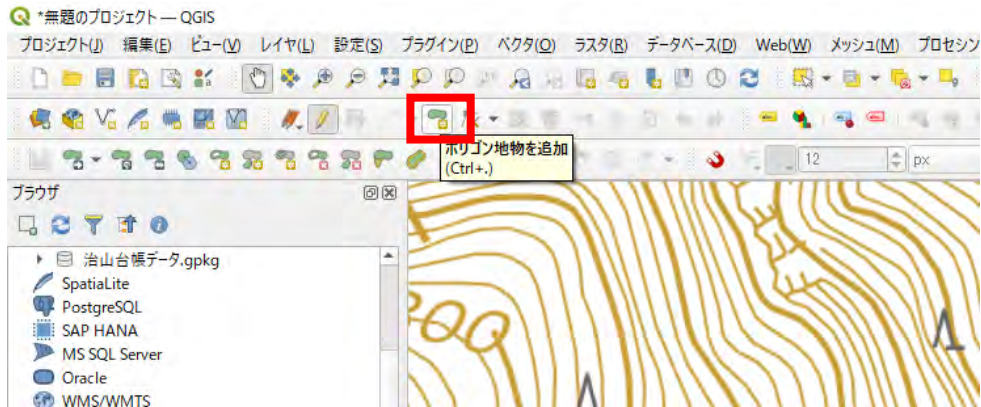 *無題のプロジェクト — QGIS
プロジェクト(J) 編集(E) ビュー(V) レイヤ(L) 設定(S) プラグイン(P) ベクタ(O) ラスタ(R) データベース(D) Web(W) メッシュ(M) プロセシン
ポリゴン地物を追加
(Ctrl+.)
12 px
ブラウザ
治山台帳データ.gpkg
SpatiaLite
PostgreSQL
SAP HANA
MS SQL Server
Oracle
WMS/WMTS
200